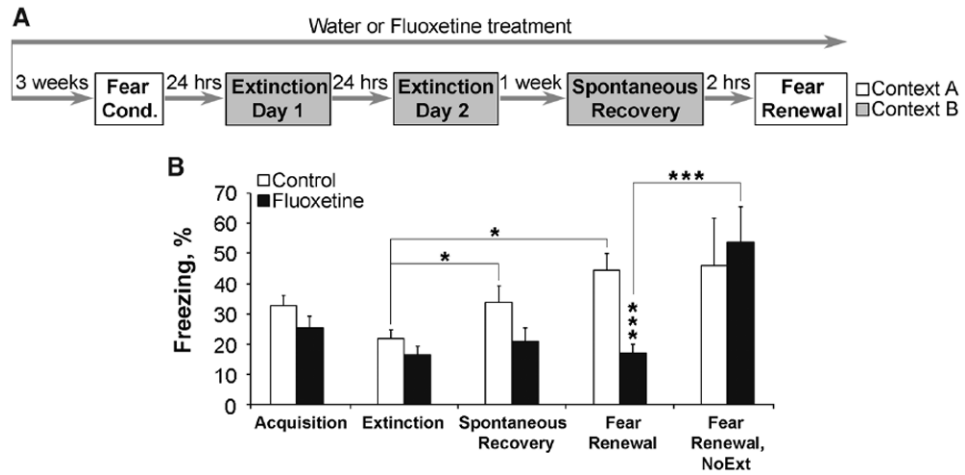 A
Water or Fluoxetine treatment
3 weeks
Fear
Cond.
24 hrs
Extinction
Day 1
24 hrs
Extinction
Day 2
1 week
Spontaneous
Recovery
2 hrs
Fear
Renewal
Context A
Context B
B
Control
Fluoxetine
Freezing, %
70
60
50
40
30
20
10
0
*
*
***
***
Acquisition
Extinction
Spontaneous
Recovery
Fear
Renewal
Fear
Renewal,
NoExt